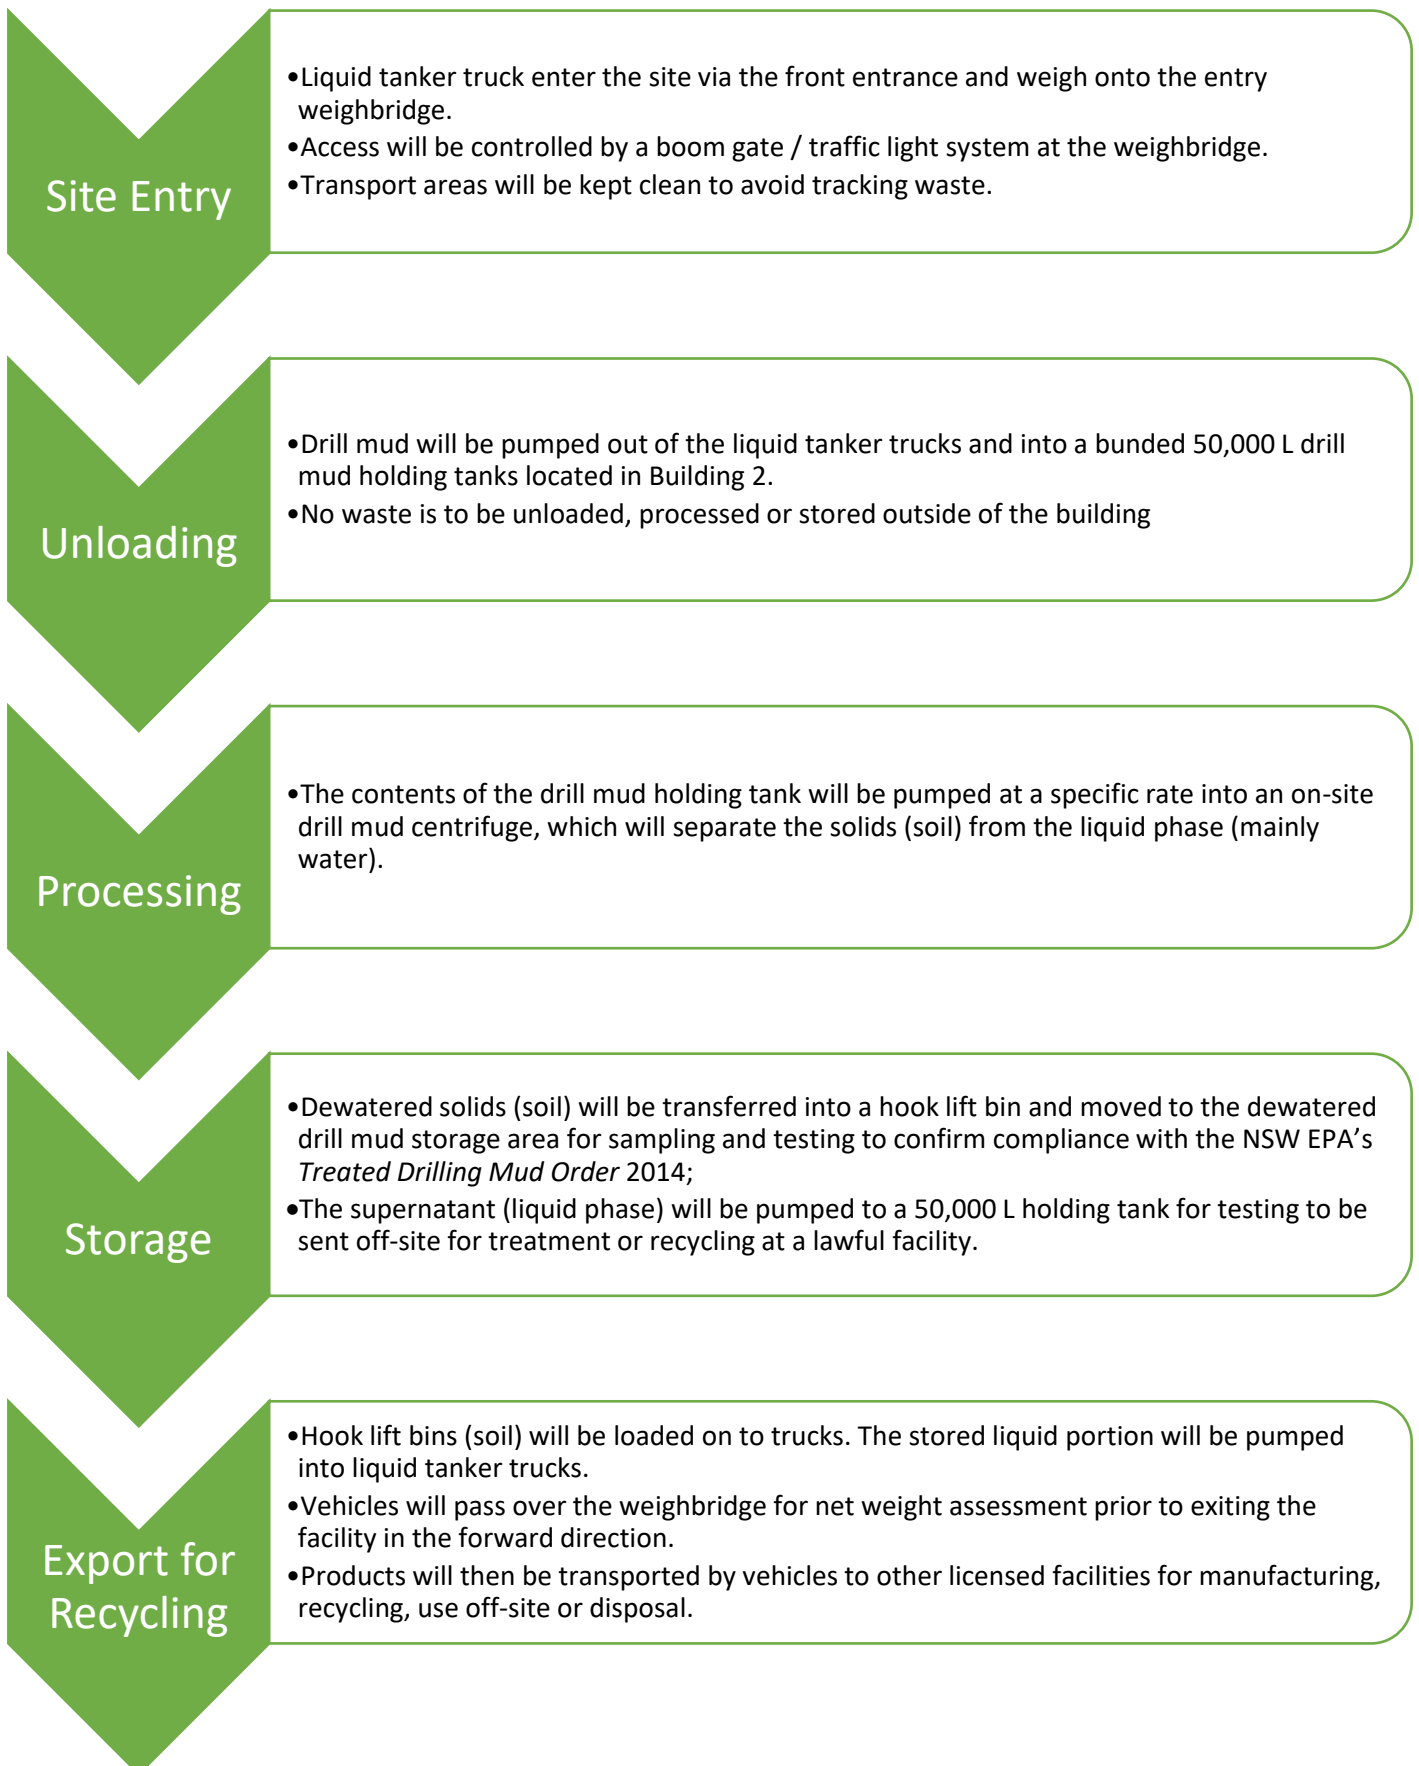 Site Entry
•Liquid tanker truck enter the site via the front entrance and weigh onto the entry
weighbridge.
•Access will be controlled by a boom gate / traffic light system at the weighbridge.
•Transport areas will be kept clean to avoid tracking waste.
Unloading
•Drill mud will be pumped out of the liquid tanker trucks and into a bunded 50,000 L drill
mud holding tanks located in Building 2.
•No waste is to be unloaded, processed or stored outside of the building
Processing
•The contents of the drill mud holding tank will be pumped at a specific rate into an on-site
drill mud centrifuge, which will separate the solids (soil) from the liquid phase (mainly
water).
Storage
•Dewatered solids (soil) will be transferred into a hook lift bin and moved to the dewatered
drill mud storage area for sampling and testing to confirm compliance with the NSW EPA’s
Treated Drilling Mud Order 2014;
•The supernatant (liquid phase) will be pumped to a 50,000 L holding tank for testing to be
sent off-site for treatment or recycling at a lawful facility.
Export for
Recycling
•Hook lift bins (soil) will be loaded on to trucks. The stored liquid portion will be pumped
into liquid tanker trucks.
•Vehicles will pass over the weighbridge for net weight assessment prior to exiting the
facility in the forward direction.
•Products will then be transported by vehicles to other licensed facilities for manufacturing,
recycling, use off-site or disposal.